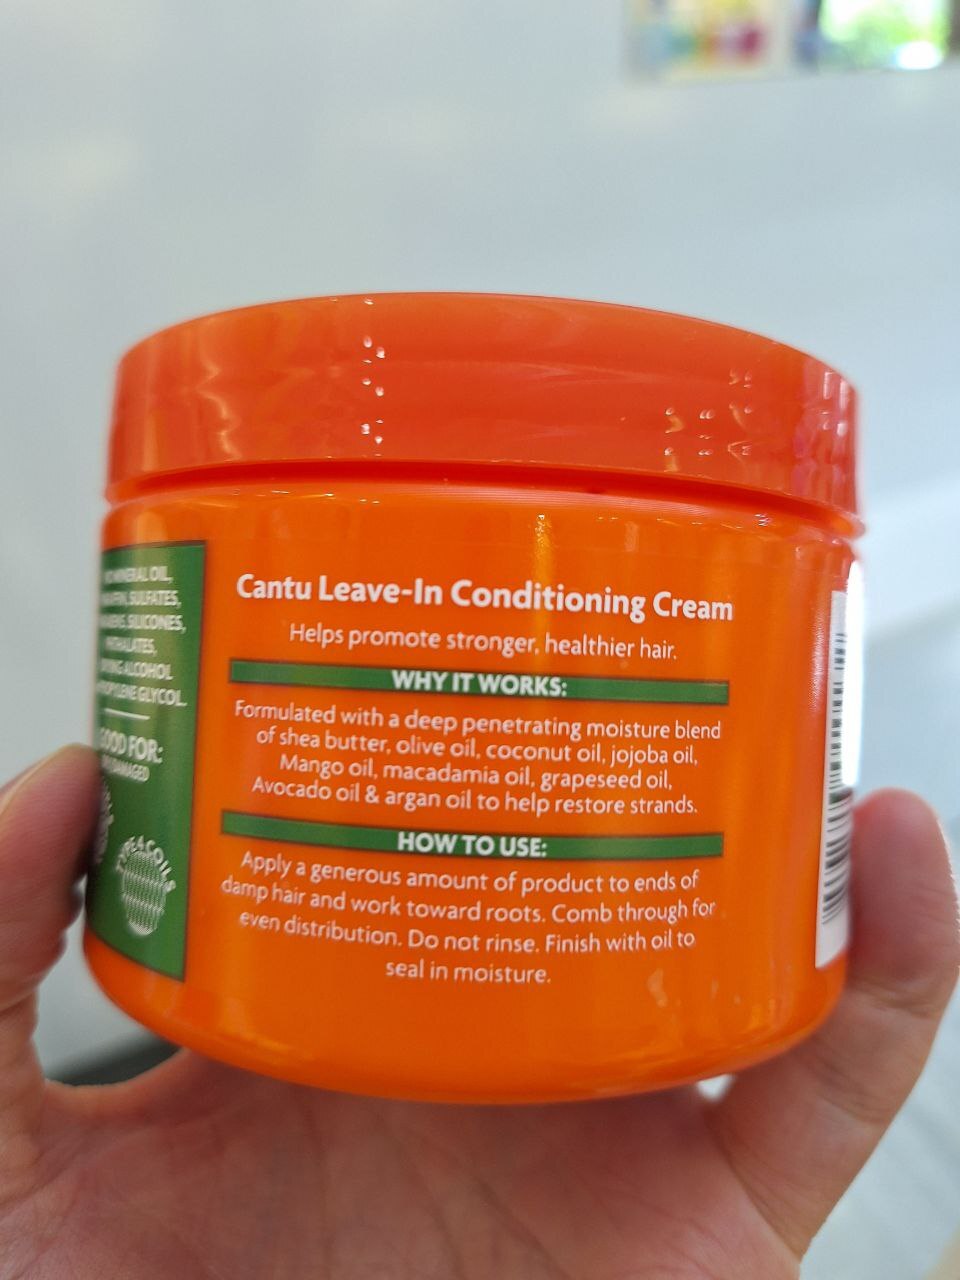 MINERAL OIL,
SULFATES,
SILICONES,
ALCOHOL
GLYCOL.
GOOD FOR:
DAMAGED
TYPE 4 COILS
Cantu Leave-In Conditioning Cream
Helps promote stronger, healthier hair.
WHY IT WORKS:
Formulated with a deep penetrating moisture blend
of shea butter, olive oil, coconut oil, jojoba oil,
Mango oil, macadamia oil, grapeseed oil,
Avocado oil & argan oil to help restore strands.
HOW TO USE:
Apply a generous amount of product to ends of
damp hair and work toward roots. Comb through for
even distribution. Do not rinse. Finish with oil to
seal in moisture.